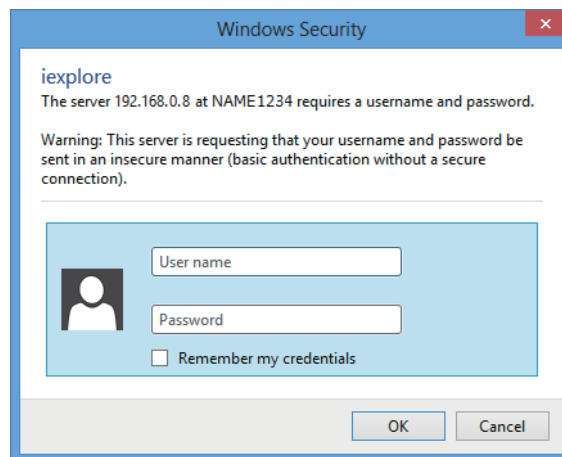 Windows Security
iexplore
The server 192.168.0.8 at NAME1234 requires a username and password.
Warning: This server is requesting that your username and password be
sent in an insecure manner (basic authentication without a secure
connection).
User name
Password
Remember my credentials
OK
Cancel